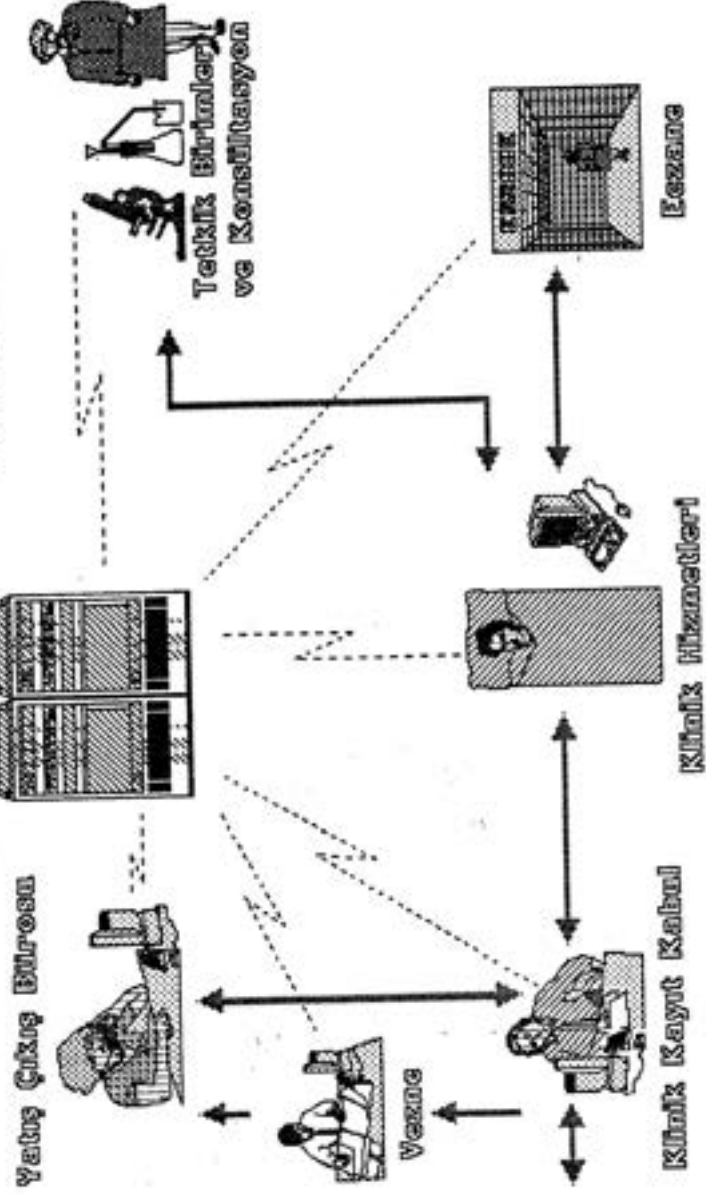 Yatış Çıkış Bürosu
Tetkik Birimleri
ve Konsültasyon
Vezne
Klinik Kayıt Kabul
Klinik Hizmetleri
Eczane